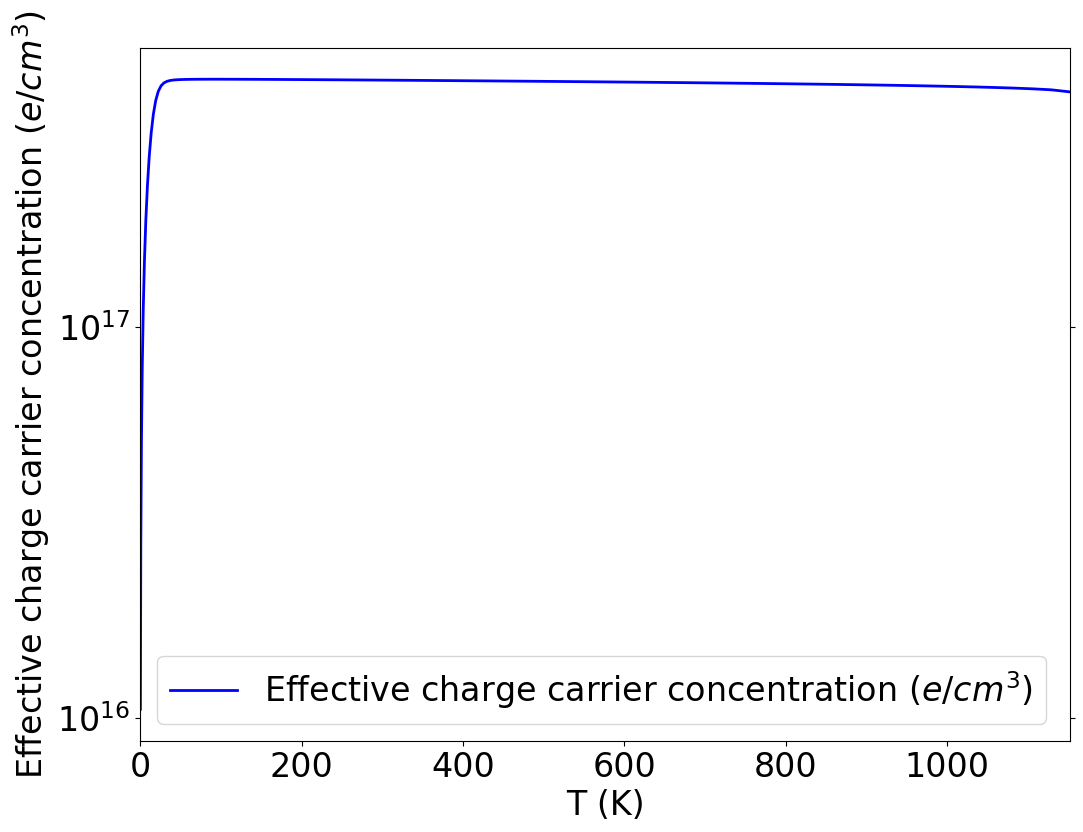 Effective charge carrier concentration (e/cm³)
10¹⁷
10¹⁶
Effective charge carrier concentration (e/cm³)
0 200 400 600 800 1000
T (K)